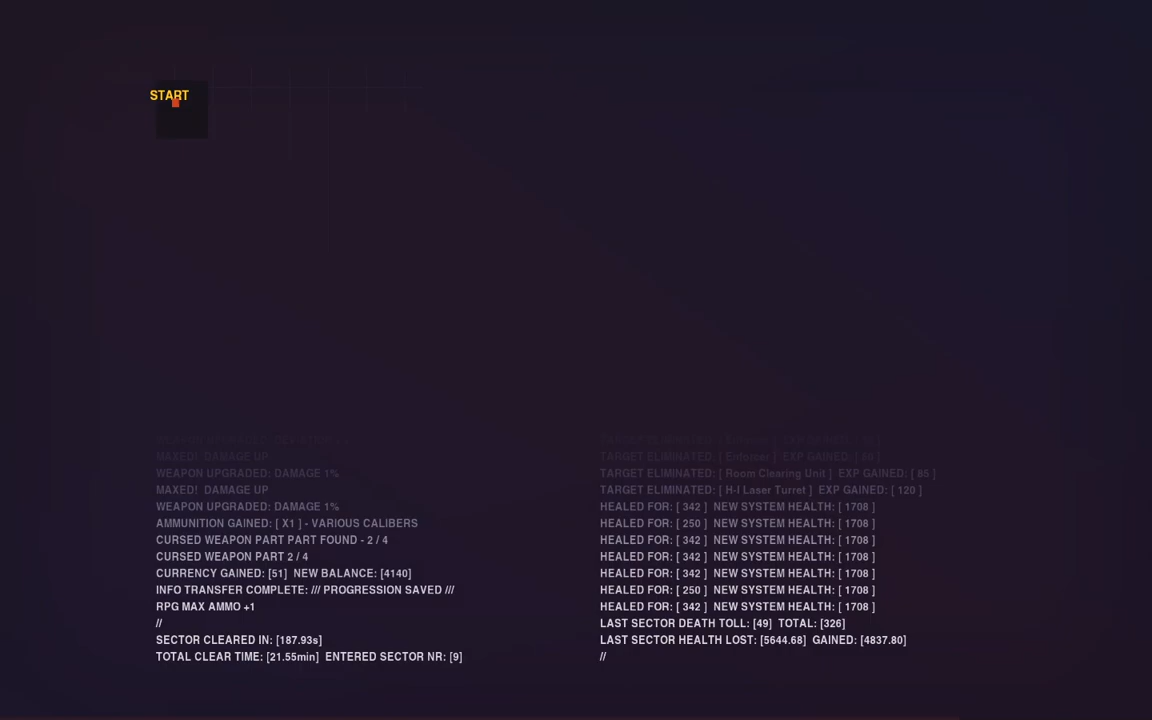 START
MAXED! DAMAGE UP
WEAPON UPGRADED: DAMAGE 1%
MAXED! DAMAGE UP
WEAPON UPGRADED: DAMAGE 1%
AMMUNITION GAINED: [ X1 ] - VARIOUS CALIBERS
CURSED WEAPON PART PART FOUND - 2 / 4
CURSED WEAPON PART 2 / 4
CURRENCY GAINED: [51]  NEW BALANCE: [4140]
INFO TRANSFER COMPLETE: /// PROGRESSION SAVED ///
RPG MAX AMMO +1
//
SECTOR CLEARED IN: [187.93s]
TOTAL CLEAR TIME: [21.55min]  ENTERED SECTOR NR: [9]
TARGET ELIMINATED: [ Enforcer ]  EXP GAINED: [ 50 ]
TARGET ELIMINATED: [ Room Clearing Unit ]  EXP GAINED: [ 85 ]
TARGET ELIMINATED: [ H-I Laser Turret ]  EXP GAINED: [ 120 ]
HEALED FOR: [ 342 ]  NEW SYSTEM HEALTH: [ 1708 ]
HEALED FOR: [ 250 ]  NEW SYSTEM HEALTH: [ 1708 ]
HEALED FOR: [ 342 ]  NEW SYSTEM HEALTH: [ 1708 ]
HEALED FOR: [ 342 ]  NEW SYSTEM HEALTH: [ 1708 ]
HEALED FOR: [ 342 ]  NEW SYSTEM HEALTH: [ 1708 ]
HEALED FOR: [ 250 ]  NEW SYSTEM HEALTH: [ 1708 ]
HEALED FOR: [ 342 ]  NEW SYSTEM HEALTH: [ 1708 ]
LAST SECTOR DEATH TOLL: [49]  TOTAL: [326]
LAST SECTOR HEALTH LOST: [5644.68]  GAINED: [4837.80]
//